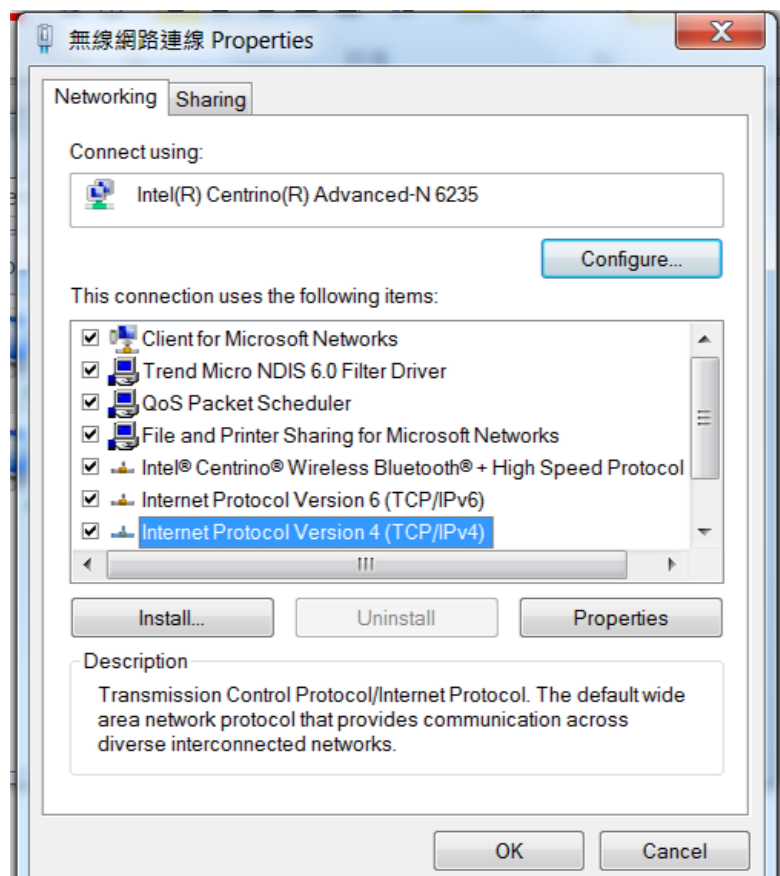 無線網路連線 Properties
X
Networking
Sharing
Connect using:
Intel(R) Centrino(R) Advanced-N 6235
Configure...
This connection uses the following items:
Client for Microsoft Networks
Trend Micro NDIS 6.0 Filter Driver
QoS Packet Scheduler
File and Printer Sharing for Microsoft Networks
Intel® Centrino® Wireless Bluetooth® + High Speed Protocol
Internet Protocol Version 6 (TCP/IPv6)
Internet Protocol Version 4 (TCP/IPv4)
Install...
Uninstall
Properties
Description
Transmission Control Protocol/Internet Protocol. The default wide
area network protocol that provides communication across
diverse interconnected networks.
OK
Cancel